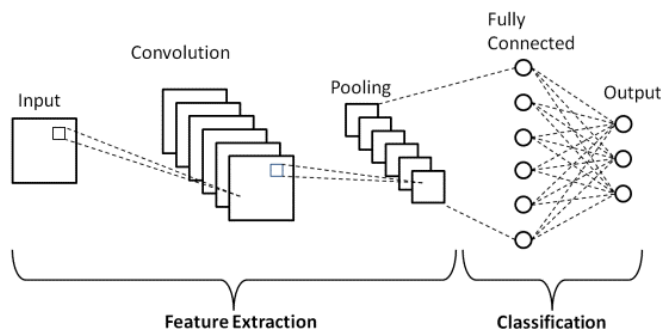 Fully
Connected
Convolution
Pooling
Input
Output
Feature Extraction
Classification